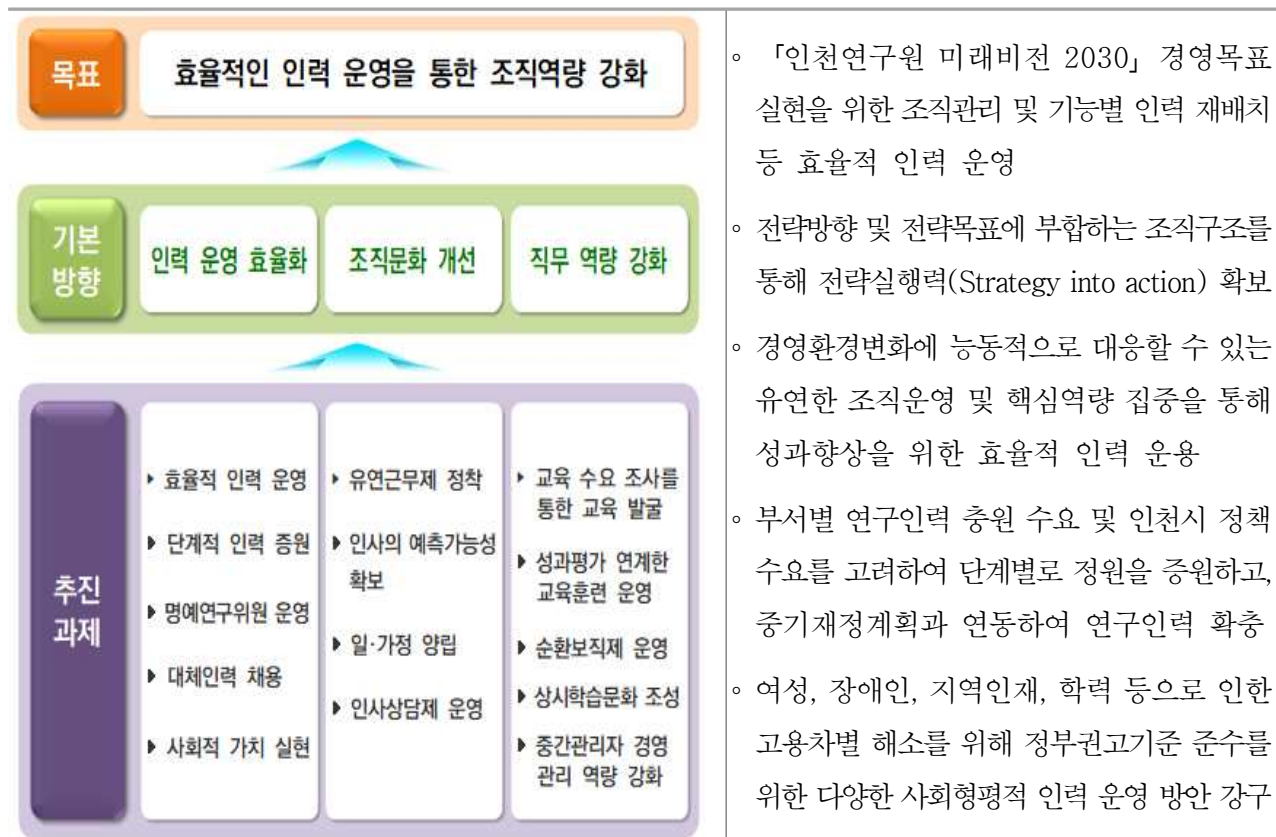 목표
효율적인 인력 운영을 통한 조직역량 강화
기본
방향
인력 운영 효율화
조직문화 개선
직무 역량 강화
추진
과제
▸ 효율적 인력 운영
▸ 단계적 인력 증원
▸ 명예연구위원 운영
▸ 대체인력 채용
▸ 사회적 가치 실현
▸ 유연근무제 정착
▸ 인사의 예측가능성
확보
▸ 일·가정 양립
▸ 인사상담제 운영
▸ 교육 수요 조사를
통한 교육 발굴
▸ 성과평가 연계한
교육훈련 운영
▸ 순환보직제 운영
▸ 상시학습문화 조성
▸ 중간관리자 경영
관리 역량 강화
◦ 「인천연구원 미래비전 2030」 경영목표
실현을 위한 조직관리 및 기능별 인력 재배치
등 효율적 인력 운영
◦ 전략방향 및 전략목표에 부합하는 조직구조를
통해 전략실행력(Strategy into action) 확보
◦ 경영환경변화에 능동적으로 대응할 수 있는
유연한 조직운영 및 핵심역량 집중을 통해
성과향상을 위한 효율적 인력 운용
◦ 부서별 연구인력 충원 수요 및 인천시 정책
수요를 고려하여 단계별로 정원을 증원하고,
중기재정계획과 연동하여 연구인력 확충
◦ 여성, 장애인, 지역인재, 학력 등으로 인한
고용차별 해소를 위해 정부권고기준 준수를
위한 다양한 사회형평적 인력 운영 방안 강구